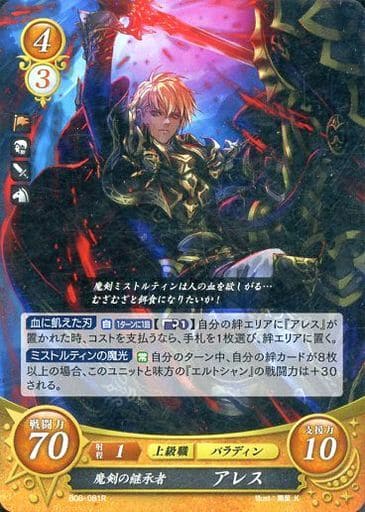 4
3
魔剣ミストルティンは人の血を欲しがる…
むざむざと餌食になりたいか!
血に飢えた刃 自 1ターンに1回 【 1】自分の絆エリアに『アレス』が
置かれた時、コストを支払うなら、手札を1枚選び、絆エリアに置く。
ミストルティンの魔光 常 自分のターン中、自分の絆カードが8枚
以上の場合、このユニットと味方の『エルトシャン』の戦闘力は+30
される。
戦闘力
70
射程 1
上級職
パラディン
支援力
10
魔剣の継承者 アレス
B06-081R
Illust: